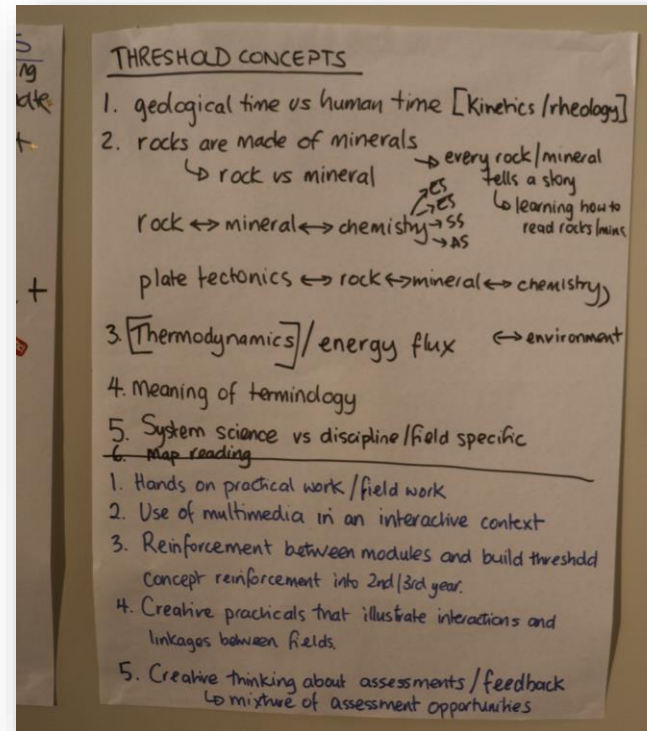 S
ng
ate
+
+
THRESHOLD CONCEPTS
1. geological time vs human time [Kinetics/rheology]
2. rocks are made of minerals
↳ rock vs mineral
→ every rock/mineral
tells a story
↳ learning how to
read rocks/mins
rock ↔ mineral ↔ chemistry → ES
→ ES
→ SS
→ AS
plate tectonics ↔ rock ↔ mineral ↔ chemistry
↔ environment
3. [Thermodynamics]/energy flux
4. Meaning of terminology
5. System science vs discipline/field specific
6. Map reading
1. Hands on practical work/field work
2. Use of multimedia in an interactive context
3. Reinforcement between modules and build threshold
concept reinforcement into 2nd/3rd year.
4. Creative practicals that illustrate interactions and
linkages between fields.
5. Creative thinking about assessments/feedback
↳ mixture of assessment opportunities